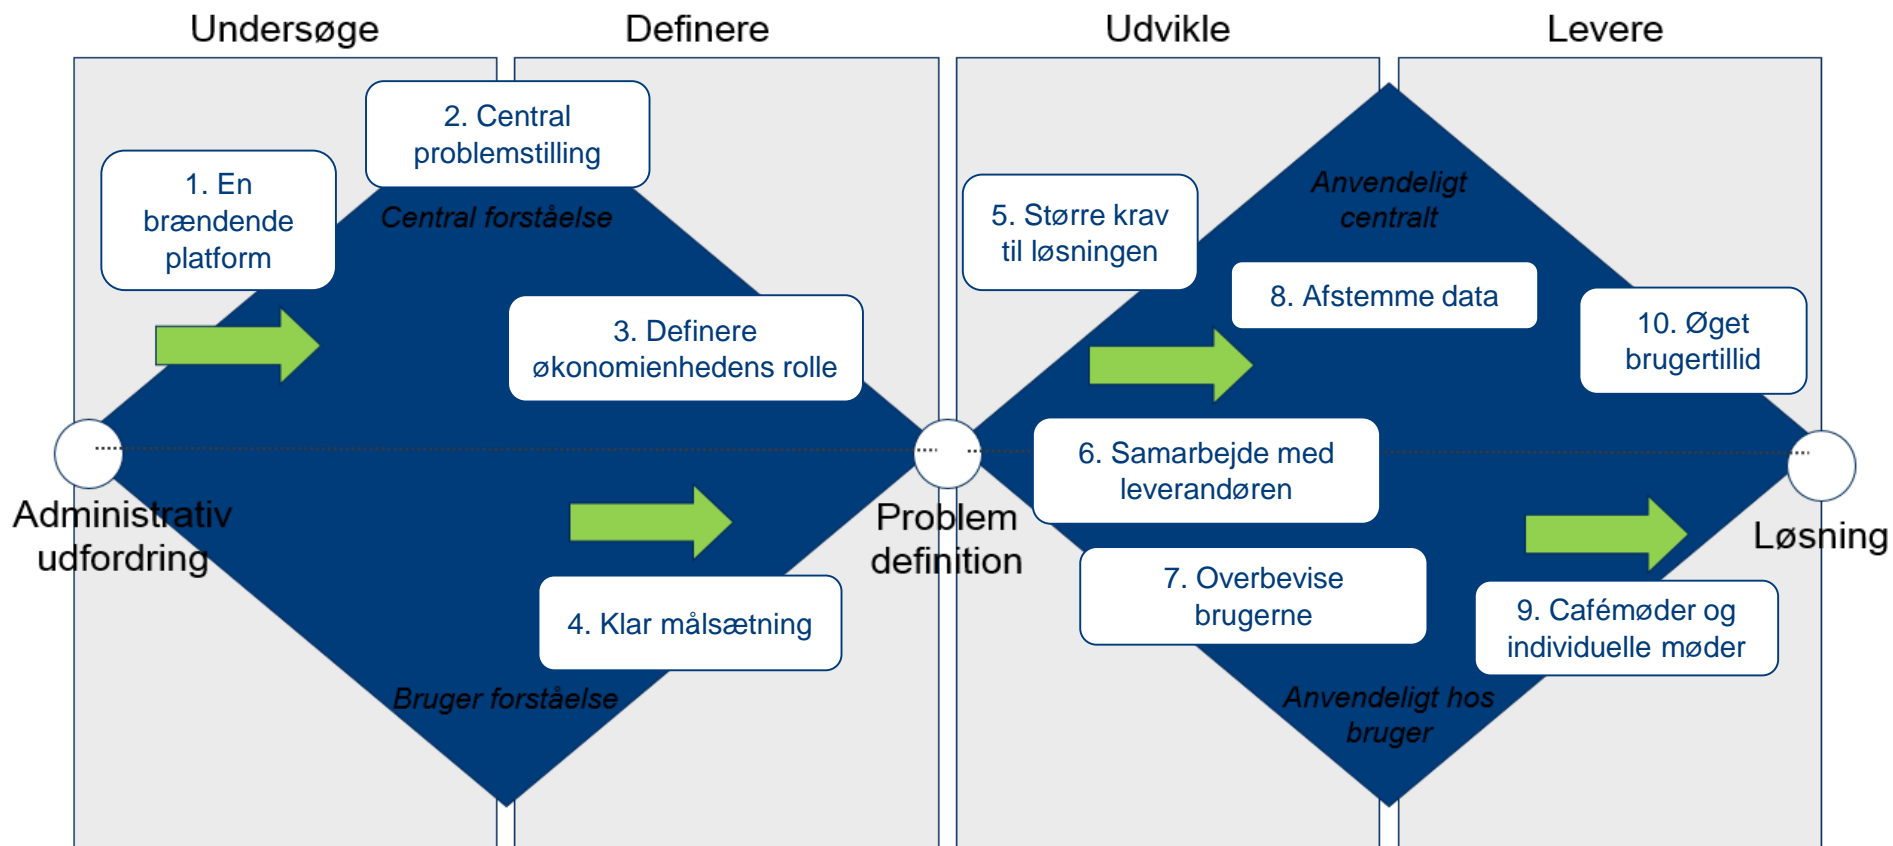 Undersøge
Definere
Udvikle
Levere
1. En
brændende
platform
2. Central
problemstilling
Central forståelse
3. Definere
økonomienhedens rolle
4. Klar målsætning
Bruger forståelse
Administrativ
udfordring
Problem
definition
5. Større krav
til løsningen
Anvendeligt
centralt
8. Afstemme data
10. Øget
brugertillid
6. Samarbejde med
leverandøren
7. Overbevise
brugerne
9. Cafémøder og
individuelle møder
Anvendeligt hos
bruger
Løsning